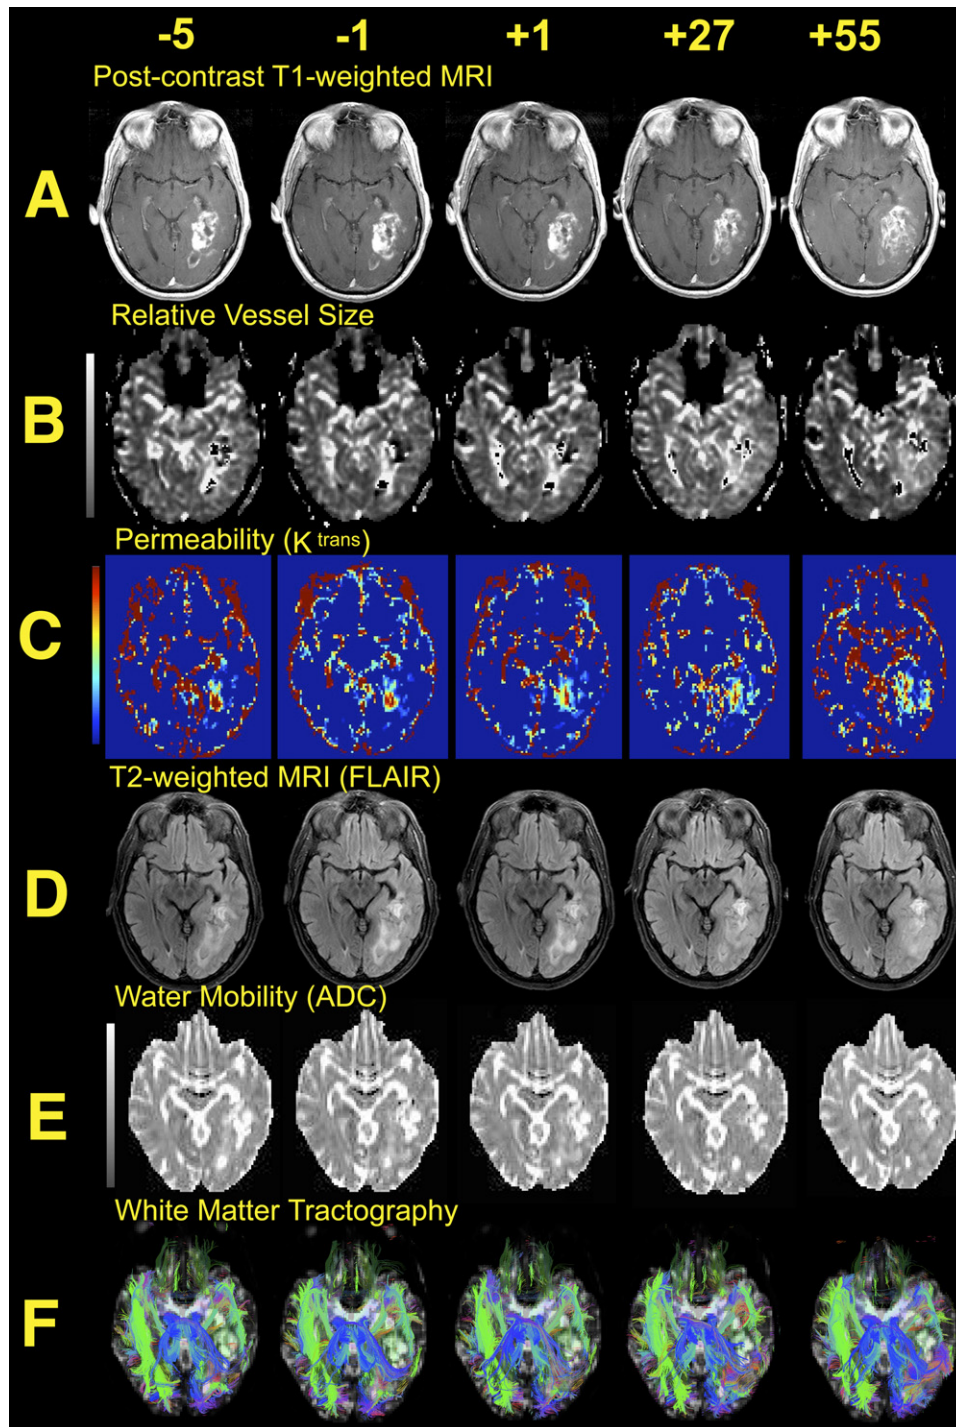 -5 -1 +1 +27 +55
Post-contrast T1-weighted MRI
A
Relative Vessel Size
B
Permeability (K trans)
C
T2-weighted MRI (FLAIR)
D
Water Mobility (ADC)
E
White Matter Tractography
F